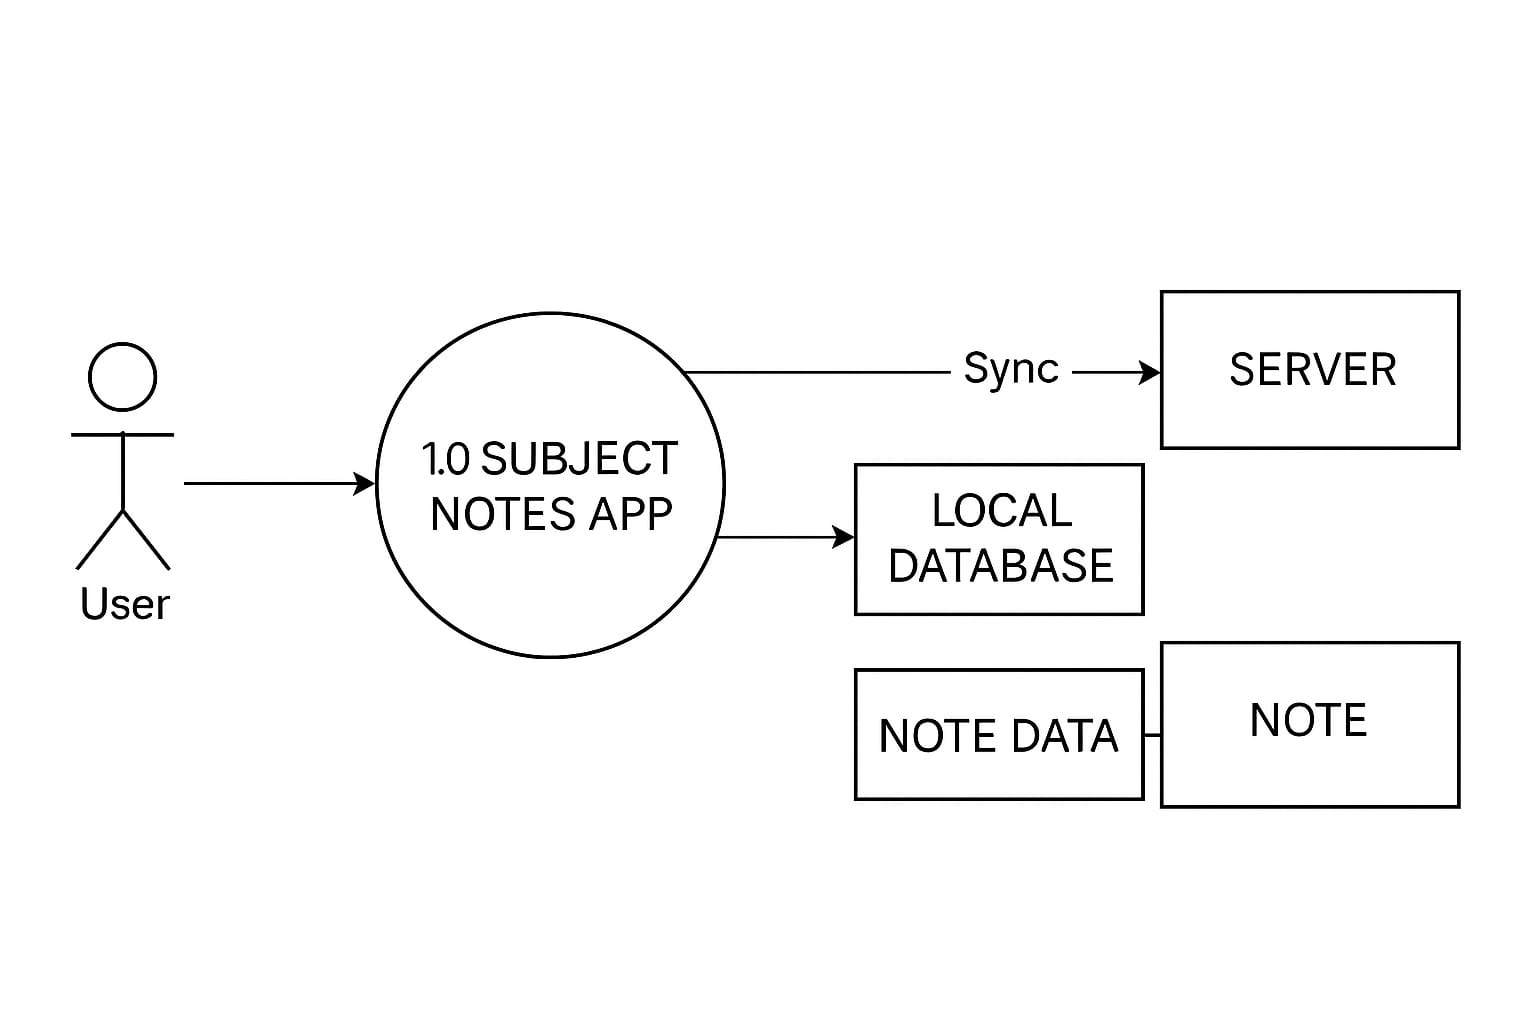 User
1.0 SUBJECT
NOTES APP
Sync
SERVER
LOCAL
DATABASE
NOTE DATA
NOTE